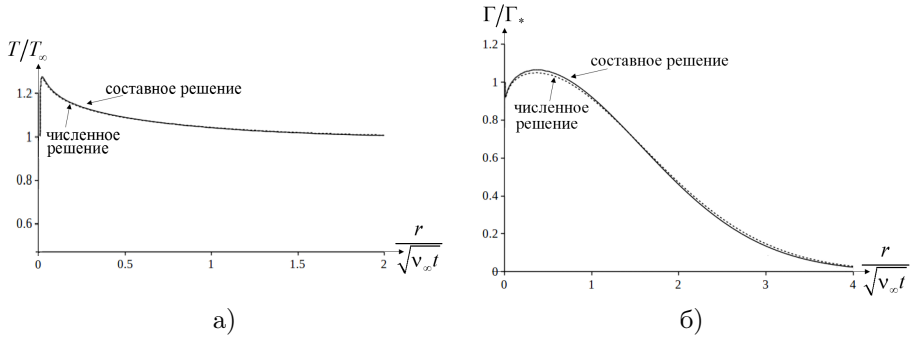 T/T∞
1.2
1
0.8
0.6
составное решение
численное
решение
0
0.5
1
1.5
2
r
√ν∞t
а)
Γ/Γ*
1.2
1
0.8
0.6
0.4
0.2
0
составное решение
численное
решение
0
1
2
3
4
r
√ν∞t
б)